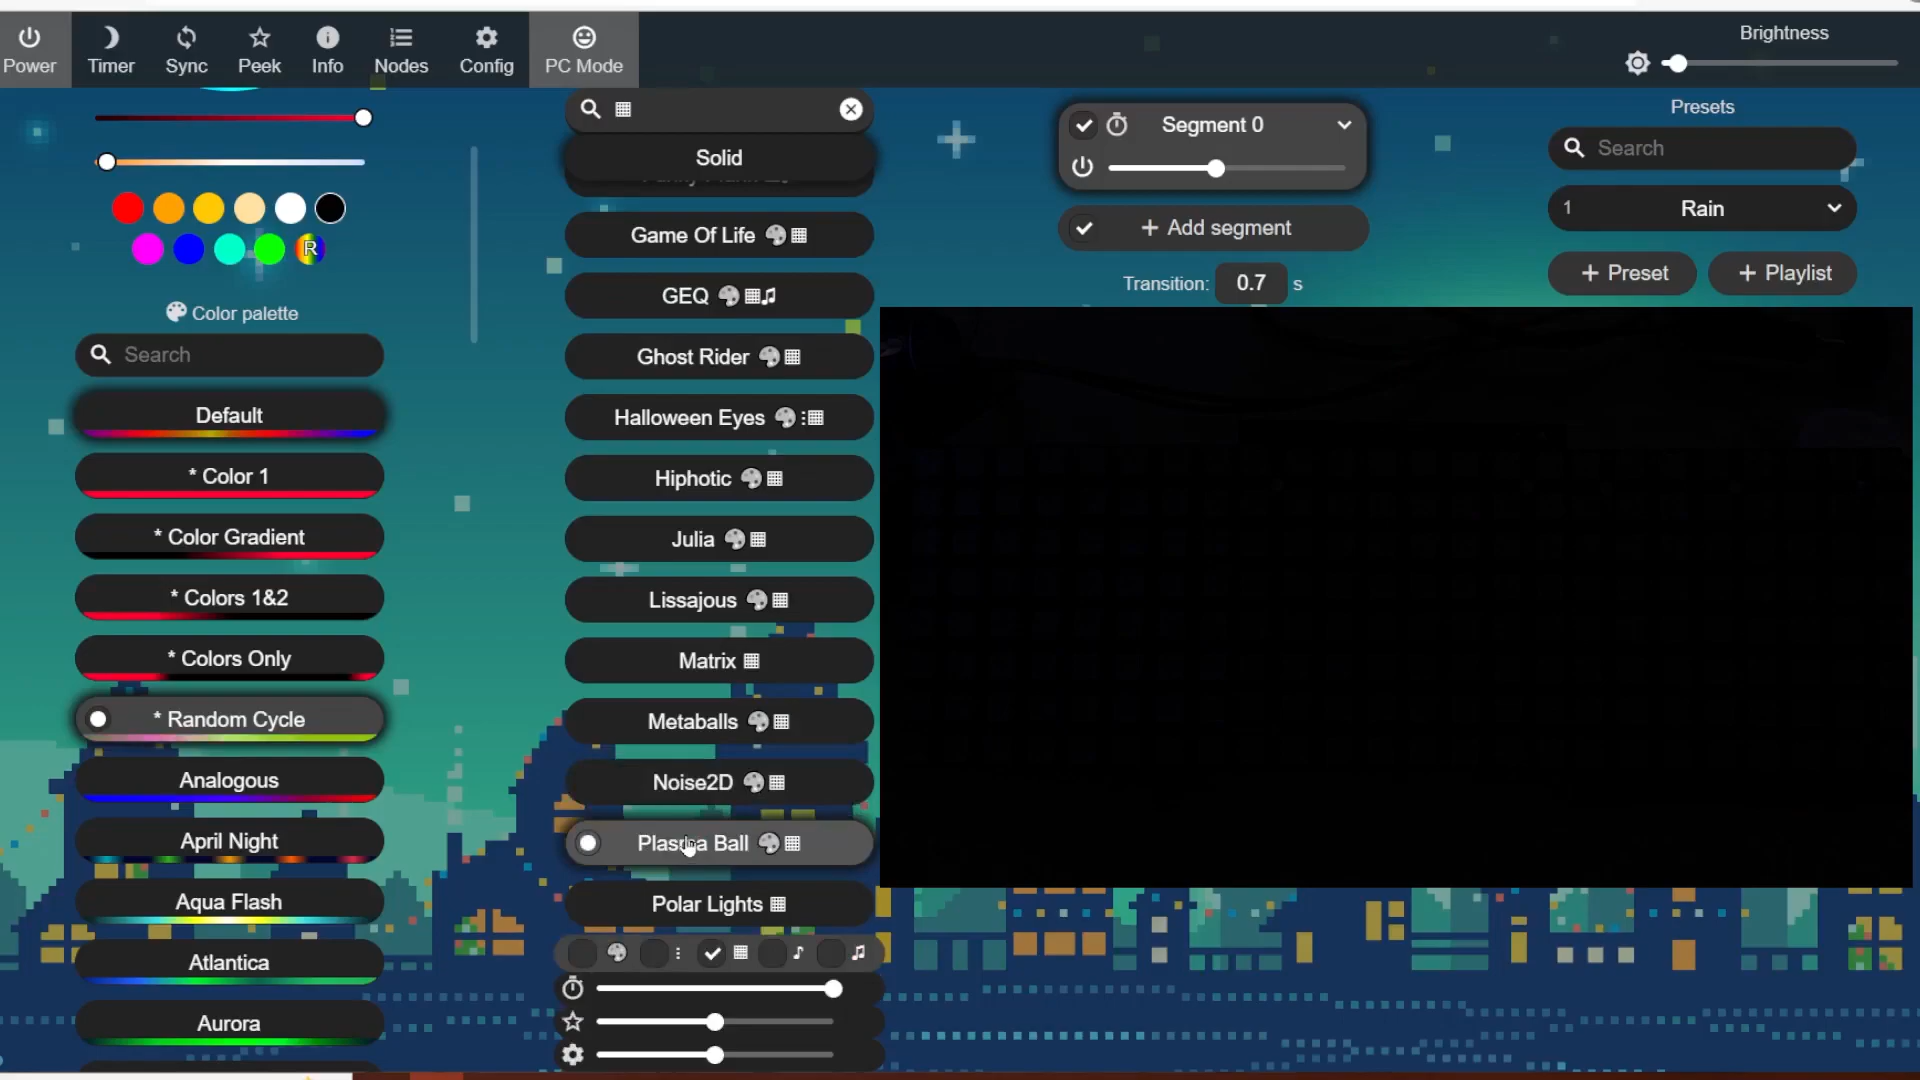 Power
Timer
Sync
Peek
Info
Nodes
Config
PC Mode
Brightness
R
Color palette
Search
Default
* Color 1
* Color Gradient
* Colors 1&2
* Colors Only
* Random Cycle
Analogous
April Night
Aqua Flash
Atlantica
Aurora
Solid
Game Of Life
GEQ
Ghost Rider
Halloween Eyes
Hiphotic
Julia
Lissajous
Matrix
Metaballs
Noise2D
Plasma Ball
Polar Lights
Segment 0
+ Add segment
Transition: 0.7 s
Presets
Search
1 Rain
+ Preset
+ Playlist